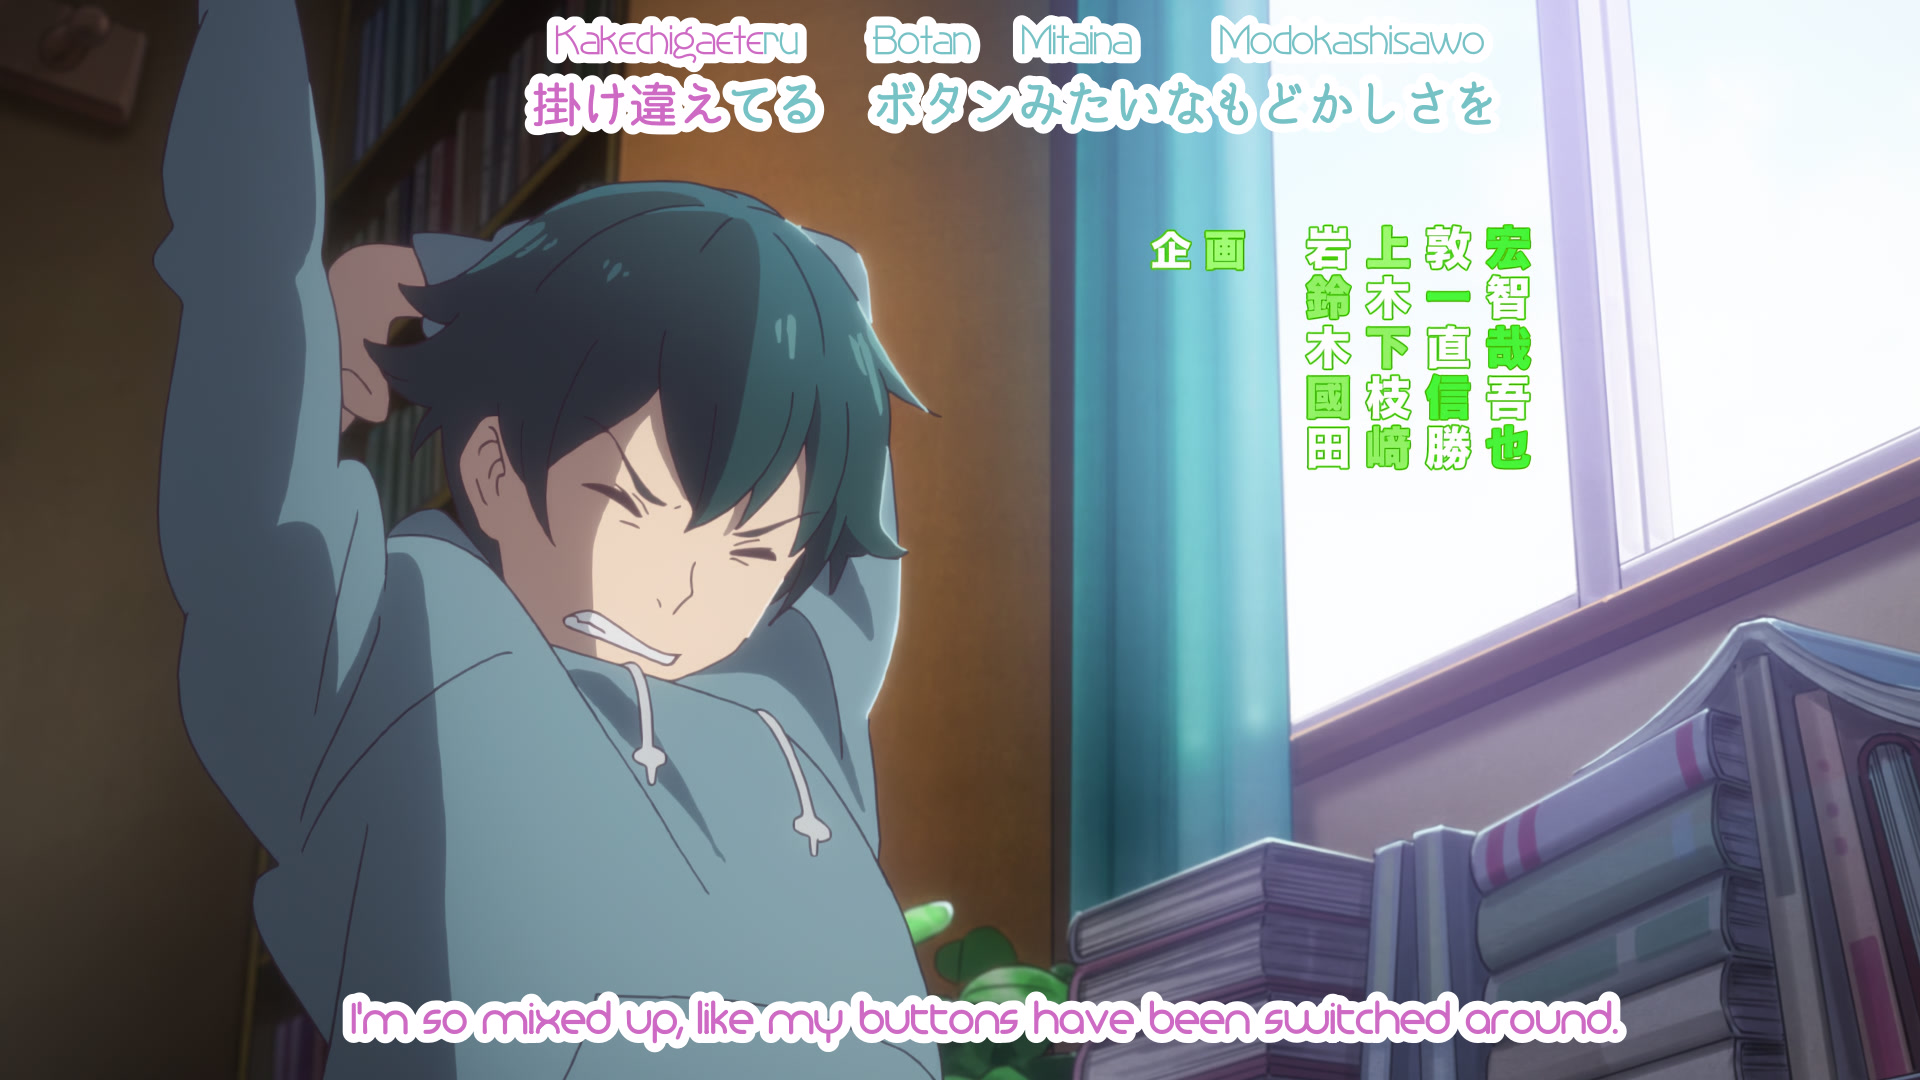 Kakechigaeteru Botan Mitaina Modokashisawo
掛け違えてる ボタンみたいなもどかしさを
企画
岩上敦宏
鈴木一智
木下直哉
國枝信吾
田﨑勝也
I'm so mixed up, like my buttons have been switched around.